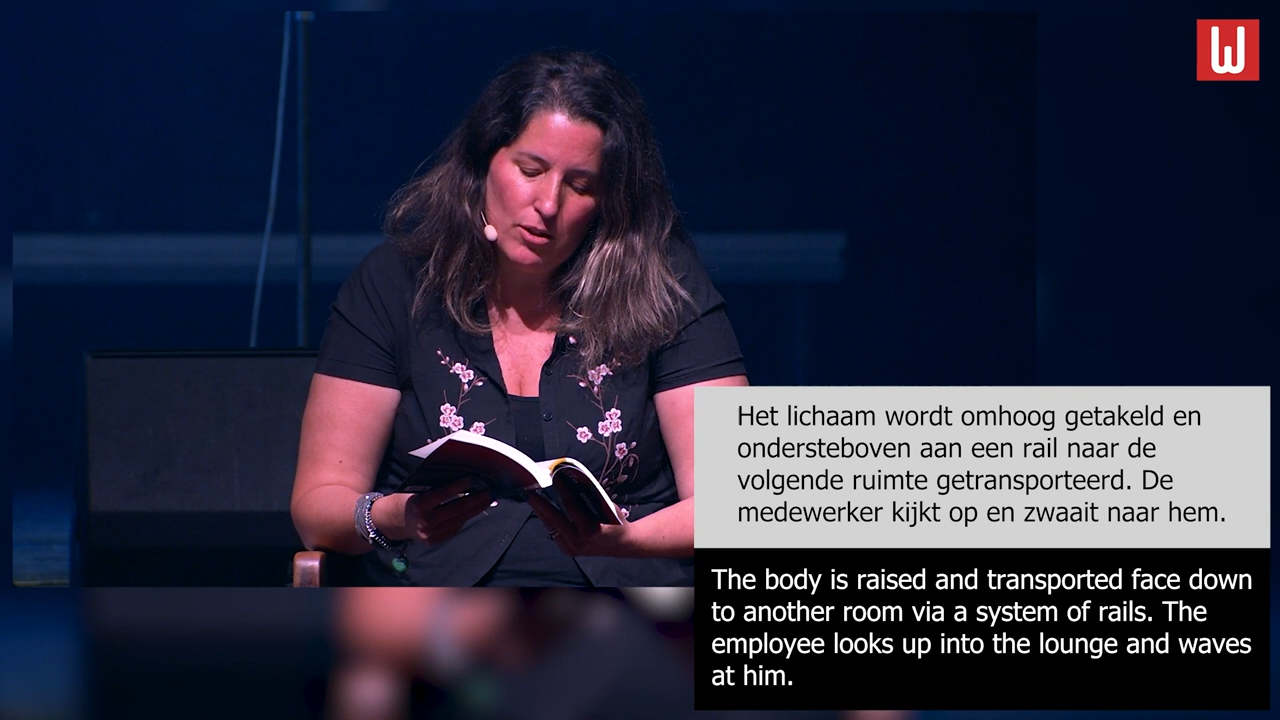 W
Het lichaam wordt omhoog getakeld en
ondersteboven aan een rail naar de
volgende ruimte getransporteerd. De
medewerker kijkt op en zwaait naar hem.
The body is raised and transported face down
to another room via a system of rails. The
employee looks up into the lounge and waves
at him.